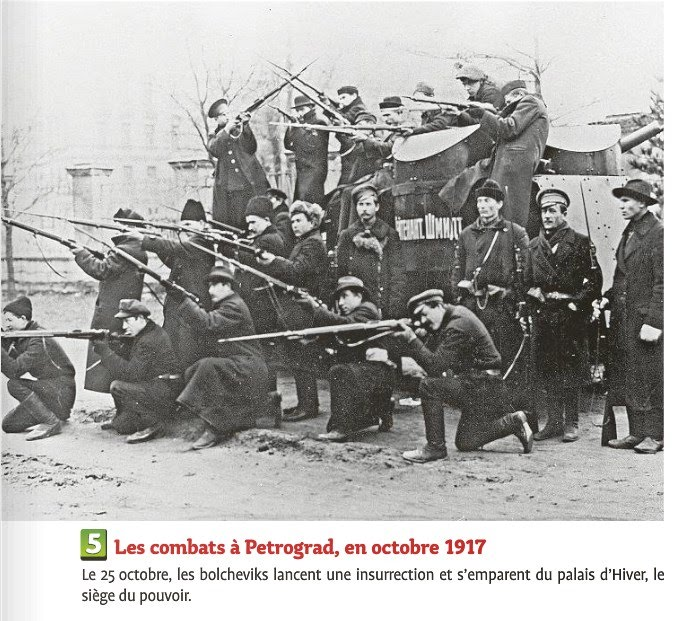 ШМИДТ
5 Les combats à Petrograd, en octobre 1917
Le 25 octobre, les bolcheviks lancent une insurrection et s’emparent du palais d’Hiver, le
siège du pouvoir.